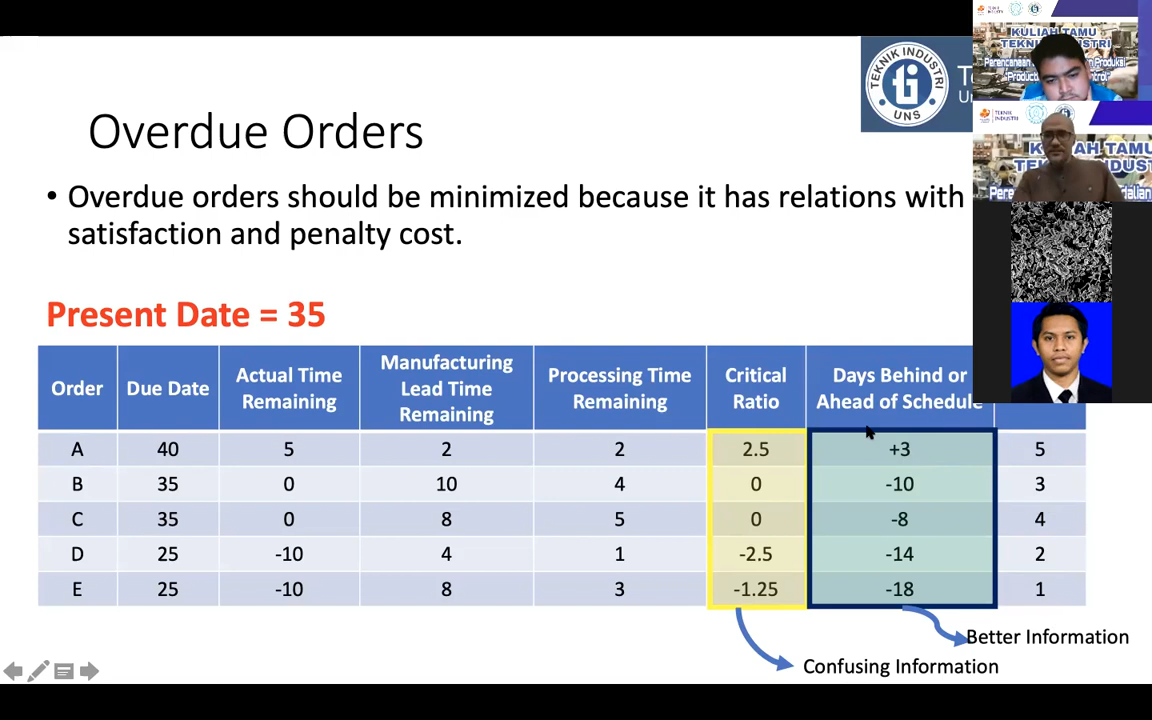 Overdue Orders
TEKNIK INDUSTRI
UNS
• Overdue orders should be minimized because it has relations with
satisfaction and penalty cost.
Present Date = 35
Order Due Date Actual Time Remaining Manufacturing Lead Time Remaining Processing Time Remaining Critical Ratio Days Behind or Ahead of Schedule
A 40 5 2 2 2.5 +3 5
B 35 0 10 4 0 -10 3
C 35 0 8 5 0 -8 4
D 25 -10 4 1 -2.5 -14 2
E 25 -10 8 3 -1.25 -18 1
Better Information
Confusing Information
KULIAH TAMU